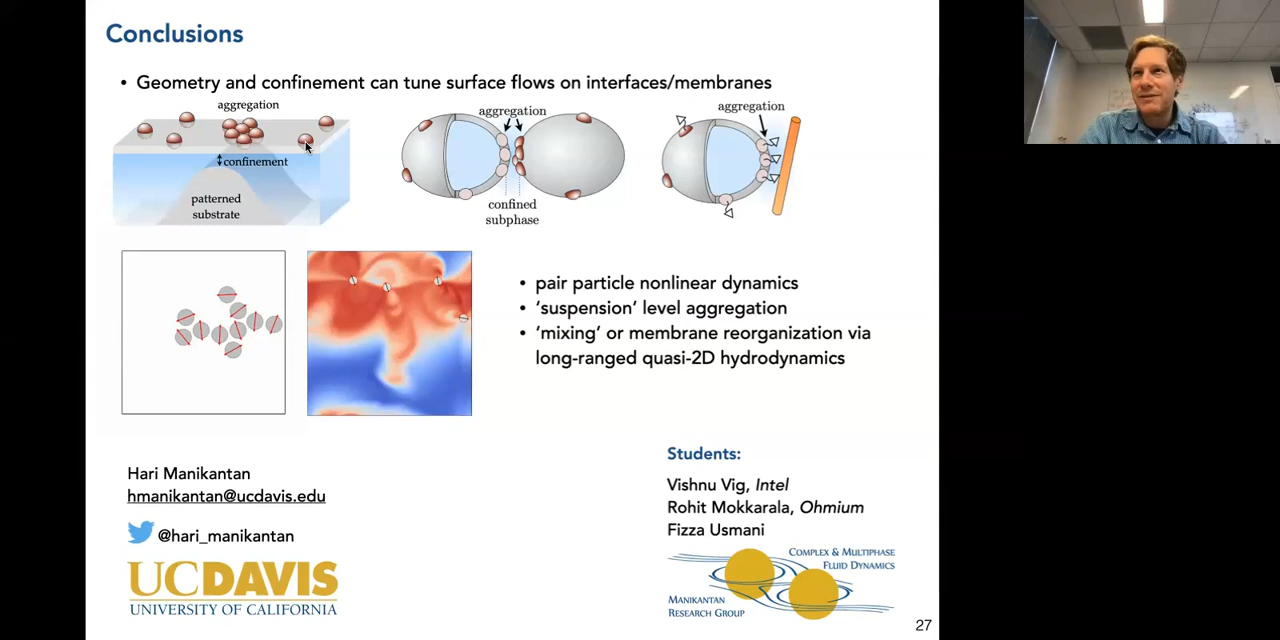 Conclusions
• Geometry and confinement can tune surface flows on interfaces/membranes
aggregation
confinement
patterned
substrate
aggregation
confined
subphase
aggregation
• pair particle nonlinear dynamics
• ‘suspension’ level aggregation
• ‘mixing’ or membrane reorganization via
long-ranged quasi-2D hydrodynamics
Hari Manikantan
hmanikantan@ucdavis.edu
@hari_manikantan
UCDAVIS
UNIVERSITY OF CALIFORNIA
Students:
Vishnu Vig, Intel
Rohit Mokkarala, Ohmium
Fizza Usmani
COMPLEX & MULTIPHASE
FLUID DYNAMICS
MANIKANTAN
RESEARCH GROUP
27